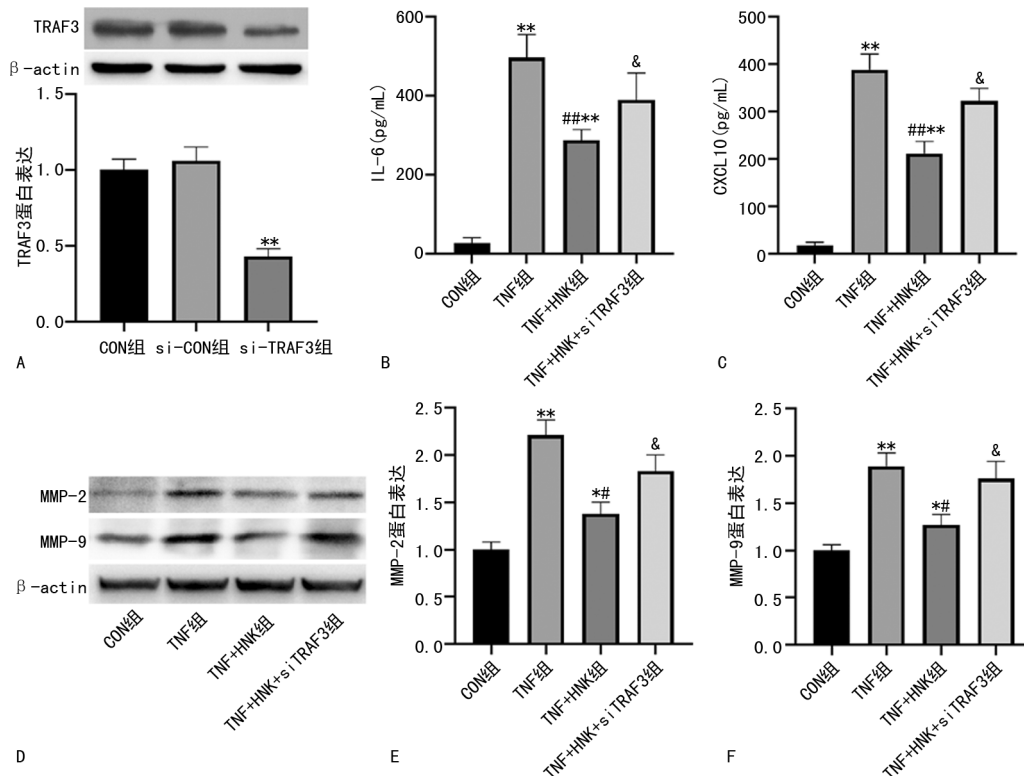 TRAF3
β-actin
TRAF3蛋白表达
1.5
1.0
0.5
0.0
**
CON组 si-CON组 si-TRAF3组
A
IL-6(pg/mL)
600
400
200
0
**
##**
&
CON组
TNF组
TNF+HNK组
TNF+HNK+siTRAF3组
B
CXCL10(pg/mL)
500
400
300
200
100
0
**
##**
&
CON组
TNF组
TNF+HNK组
TNF+HNK+siTRAF3组
C
MMP-2
MMP-9
β-actin
CON组
TNF组
TNF+HNK组
TNF+HNK+siTRAF3组
D
MMP-2蛋白表达
2.5
2.0
1.5
1.0
0.5
0.0
**
*#
&
CON组
TNF组
TNF+HNK组
TNF+HNK+siTRAF3组
E
MMP-9蛋白表达
2.5
2.0
1.5
1.0
0.5
0.0
**
*#
&
CON组
TNF组
TNF+HNK组
TNF+HNK+siTRAF3组
F